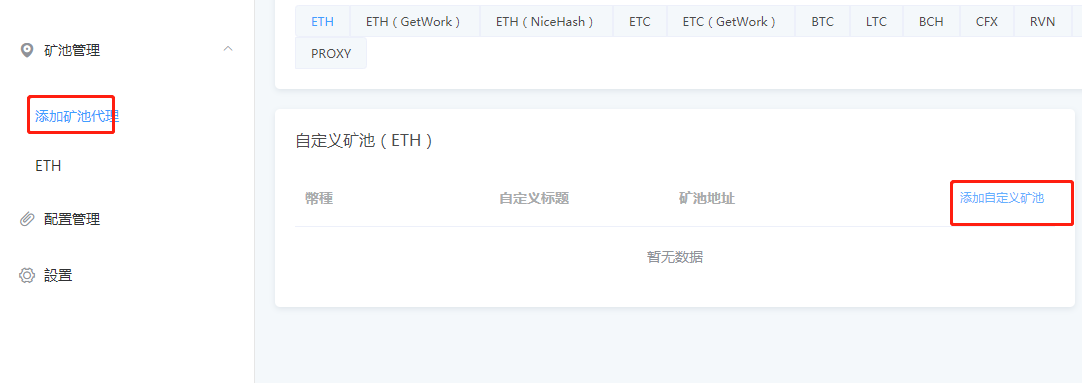 矿池管理
添加矿池代理
ETH
配置管理
設置
ETH ETH（GetWork） ETH（NiceHash） ETC ETC（GetWork） BTC LTC BCH CFX RVN
PROXY
自定义矿池（ETH）
幣種 自定义标题 矿池地址 添加自定义矿池
暂无数据